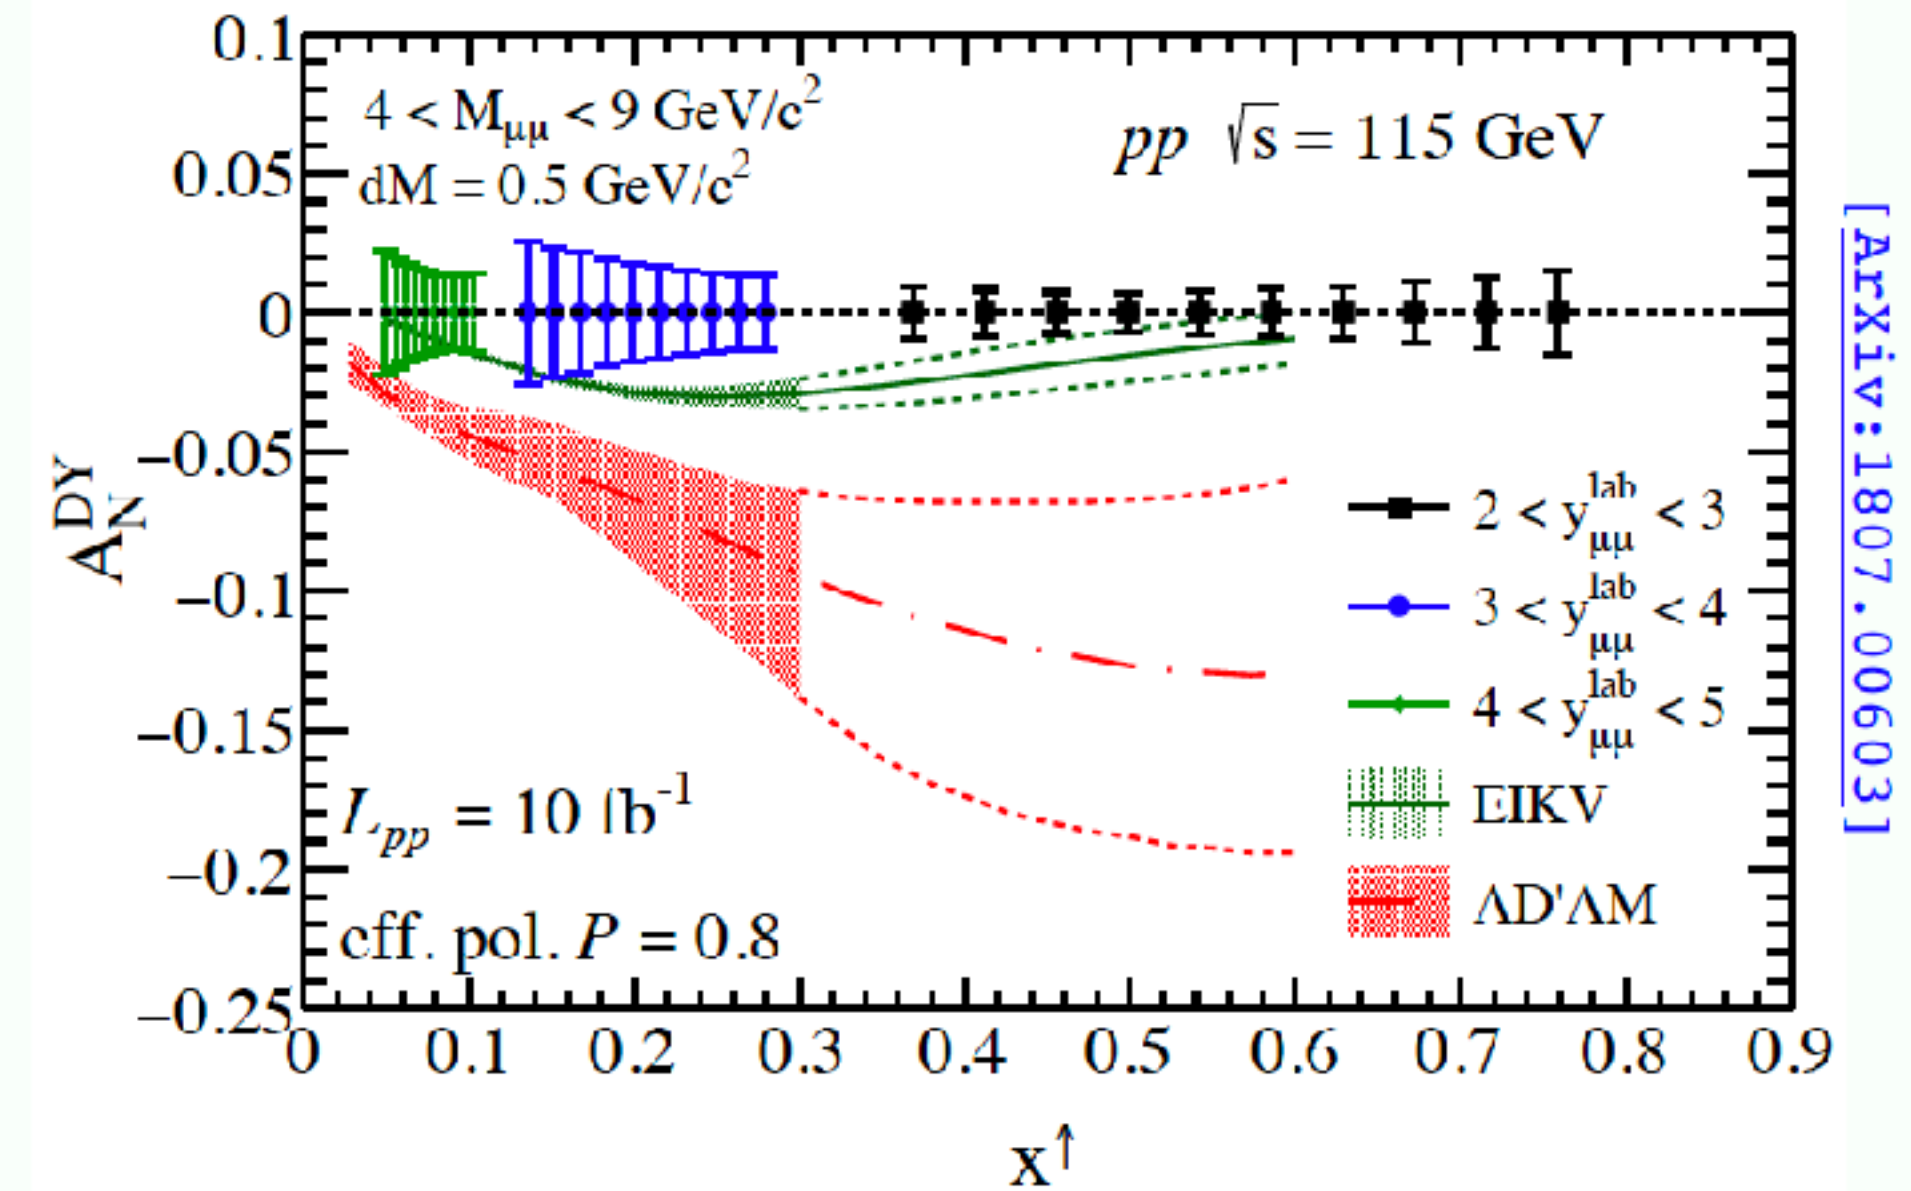 0.1
0.05
0
−0.05
−0.1
−0.15
−0.2
−0.25
A_N^DY
4 < M_μμ < 9 GeV/c²
dM = 0.5 GeV/c²
pp √s = 115 GeV
2 < y_μμ^lab < 3
3 < y_μμ^lab < 4
4 < y_μμ^lab < 5
EIKV
AD'AM
L_pp = 10 fb⁻¹
eff. pol. P = 0.8
0 0.1 0.2 0.3 0.4 0.5 0.6 0.7 0.8 0.9
x↑
[ArXiv:1807.00603]